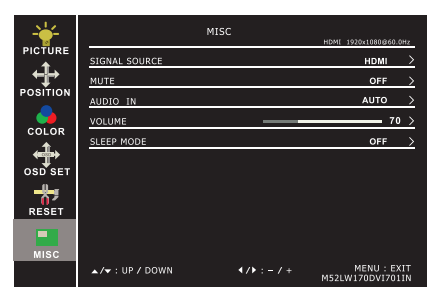 MISC
HDMI 1920x1080@60.0Hz
PICTURE
POSITION
COLOR
OSD SET
RESET
MISC
SIGNAL SOURCE HDMI >
MUTE OFF >
AUDIO IN AUTO >
VOLUME 70 >
SLEEP MODE OFF >
▲/▼ : UP / DOWN ◀ / ▶ : – / + MENU : EXIT
M52LW170DVI701IN